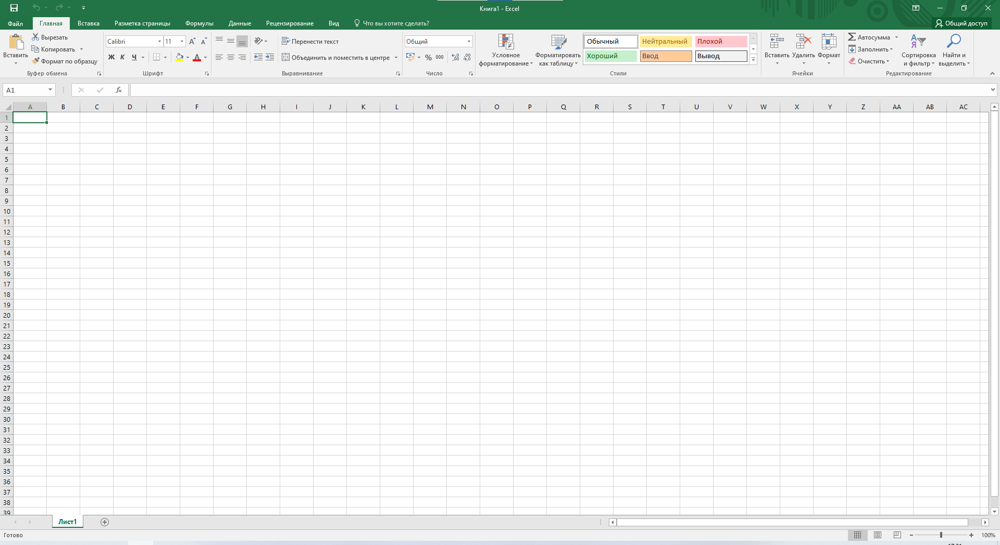 Книга1 - Excel
Файл Главная Вставка Разметка страницы Формулы Данные Рецензирование Вид Что вы хотите сделать? Общий доступ
Вставить
Вырезать
Копировать
Формат по образцу
Буфер обмена
Calibri 11
Ж К Ч
Шрифт
Перенести текст
Объединить и поместить в центре
Выравнивание
Общий
% 000
Число
Условное
форматирование
Форматировать
как таблицу
Обычный Нейтральный Плохой
Хороший Ввод Вывод
Стили
Вставить Удалить Формат
Ячейки
Автосумма
Заполнить
Очистить
Сортировка
и фильтр
Найти и
выделить
Редактирование
A1 fx
A B C D E F G H I J K L M N O P Q R S T U V W X Y Z AA AB AC
1
2
3
4
5
6
7
8
9
10
11
12
13
14
15
16
17
18
19
20
21
22
23
24
25
26
27
28
29
30
31
32
33
34
35
36
37
38
39
Лист1
Готово 100%